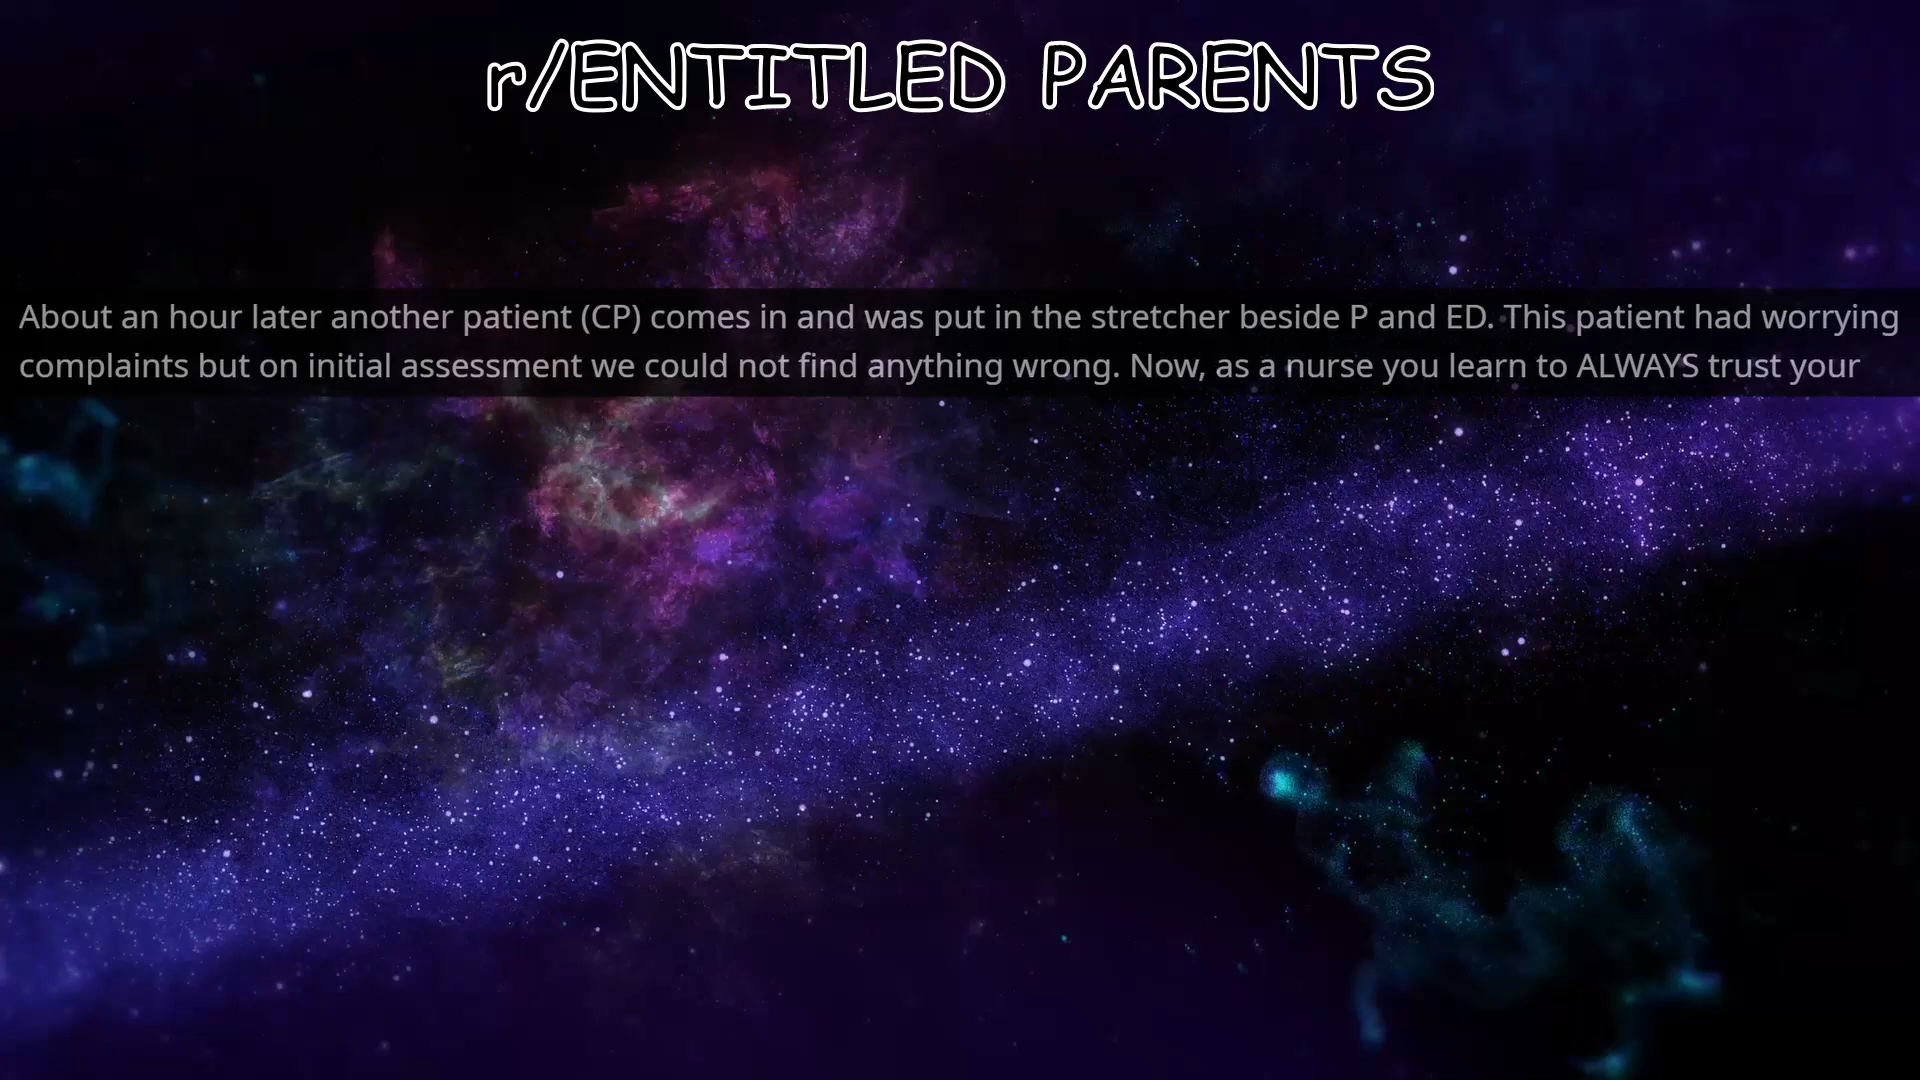 r/ENTITLED PARENTS
About an hour later another patient (CP) comes in and was put in the stretcher beside P and ED. This patient had worrying
complaints but on initial assessment we could not find anything wrong. Now, as a nurse you learn to ALWAYS trust your